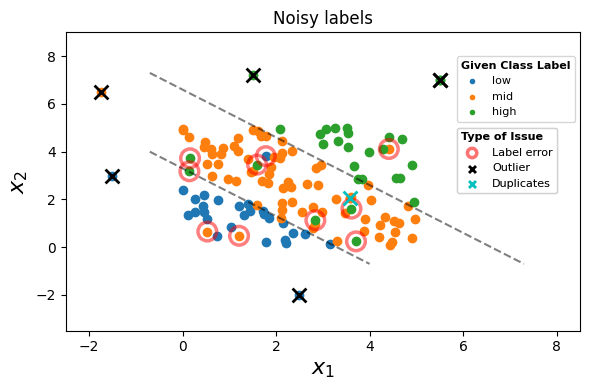 Noisy labels
8
6
4
2
0
−2
x2
−2
0
2
4
6
8
x1
Given Class Label
low
mid
high
Type of Issue
Label error
Outlier
Duplicates